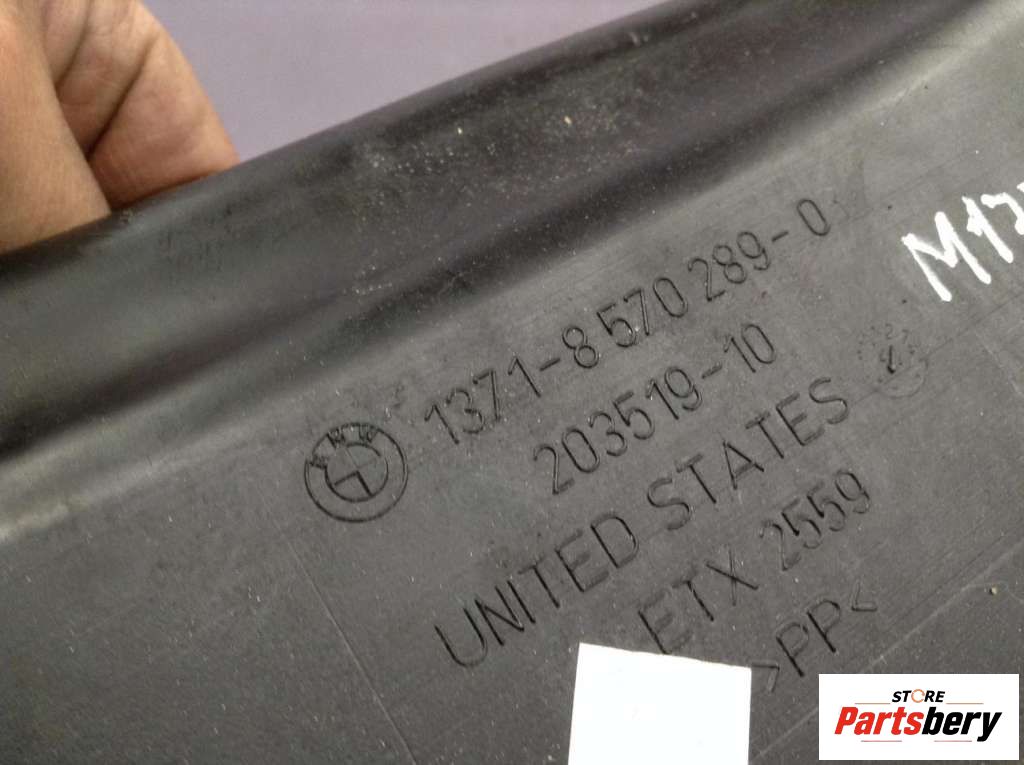 1371-8 570 289-0
203519-10
UNITED STATES
ETX 2559
>PP<
STORE
Partsbery